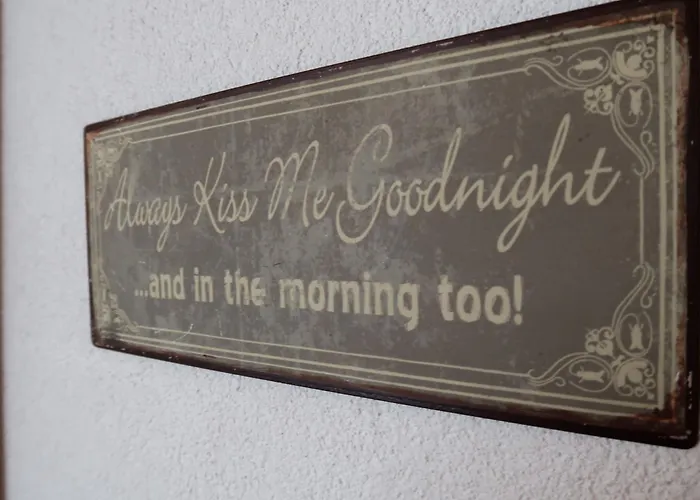 Always Kiss Me Goodnight
...and in the morning too!